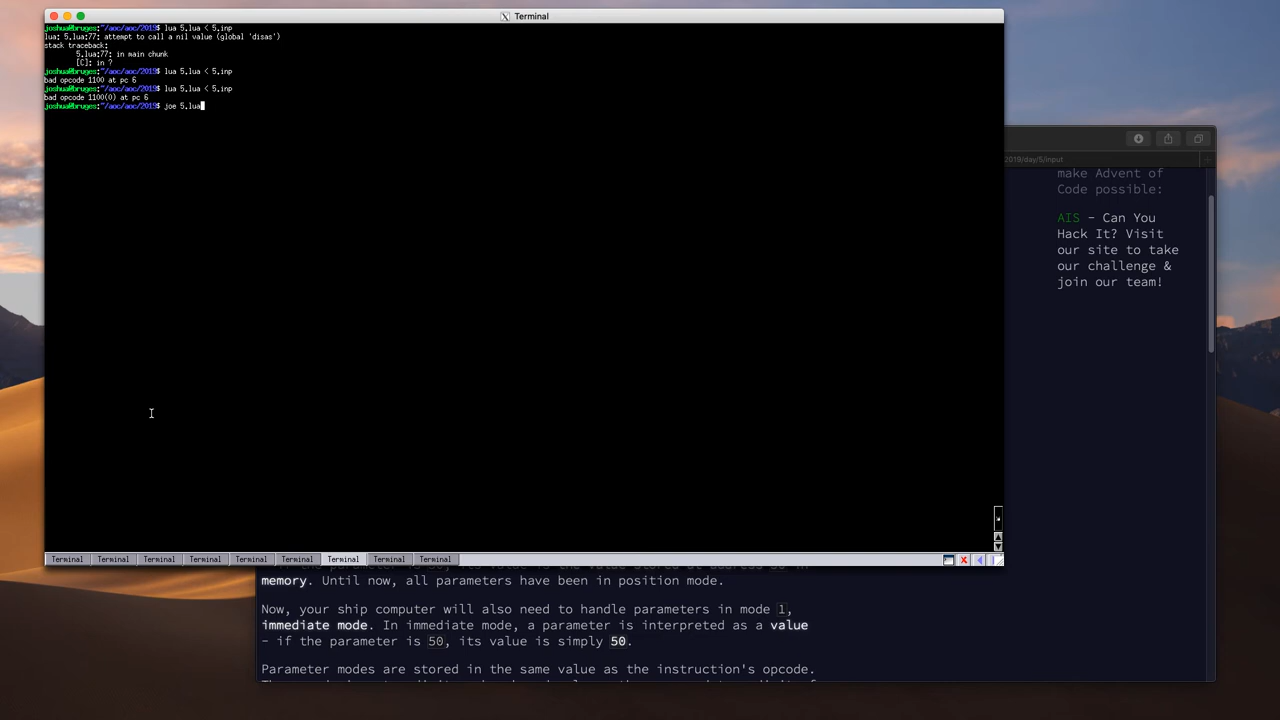 Terminal
joshua@bruges:~/aoc/aoc/2019$ lua 5.lua < 5.inp
lua: 5.lua:77: attempt to call a nil value (global 'disas')
stack traceback:
5.lua:77: in main chunk
[C]: in ?
joshua@bruges:~/aoc/aoc/2019$ lua 5.lua < 5.inp
bad opcode 1100 at pc 6
joshua@bruges:~/aoc/aoc/2019$ lua 5.lua < 5.inp
bad opcode 1100(0) at pc 6
joshua@bruges:~/aoc/aoc/2019$ joe 5.lua
2019/day/5/input
make Advent of
Code possible:
AIS - Can You
Hack It? Visit
our site to take
our challenge &
join our team!
Terminal Terminal Terminal Terminal Terminal Terminal Terminal Terminal Terminal
memory. Until now, all parameters have been in position mode.
Now, your ship computer will also need to handle parameters in mode 1,
immediate mode. In immediate mode, a parameter is interpreted as a value
- if the parameter is 50, its value is simply 50.
Parameter modes are stored in the same value as the instruction's opcode.